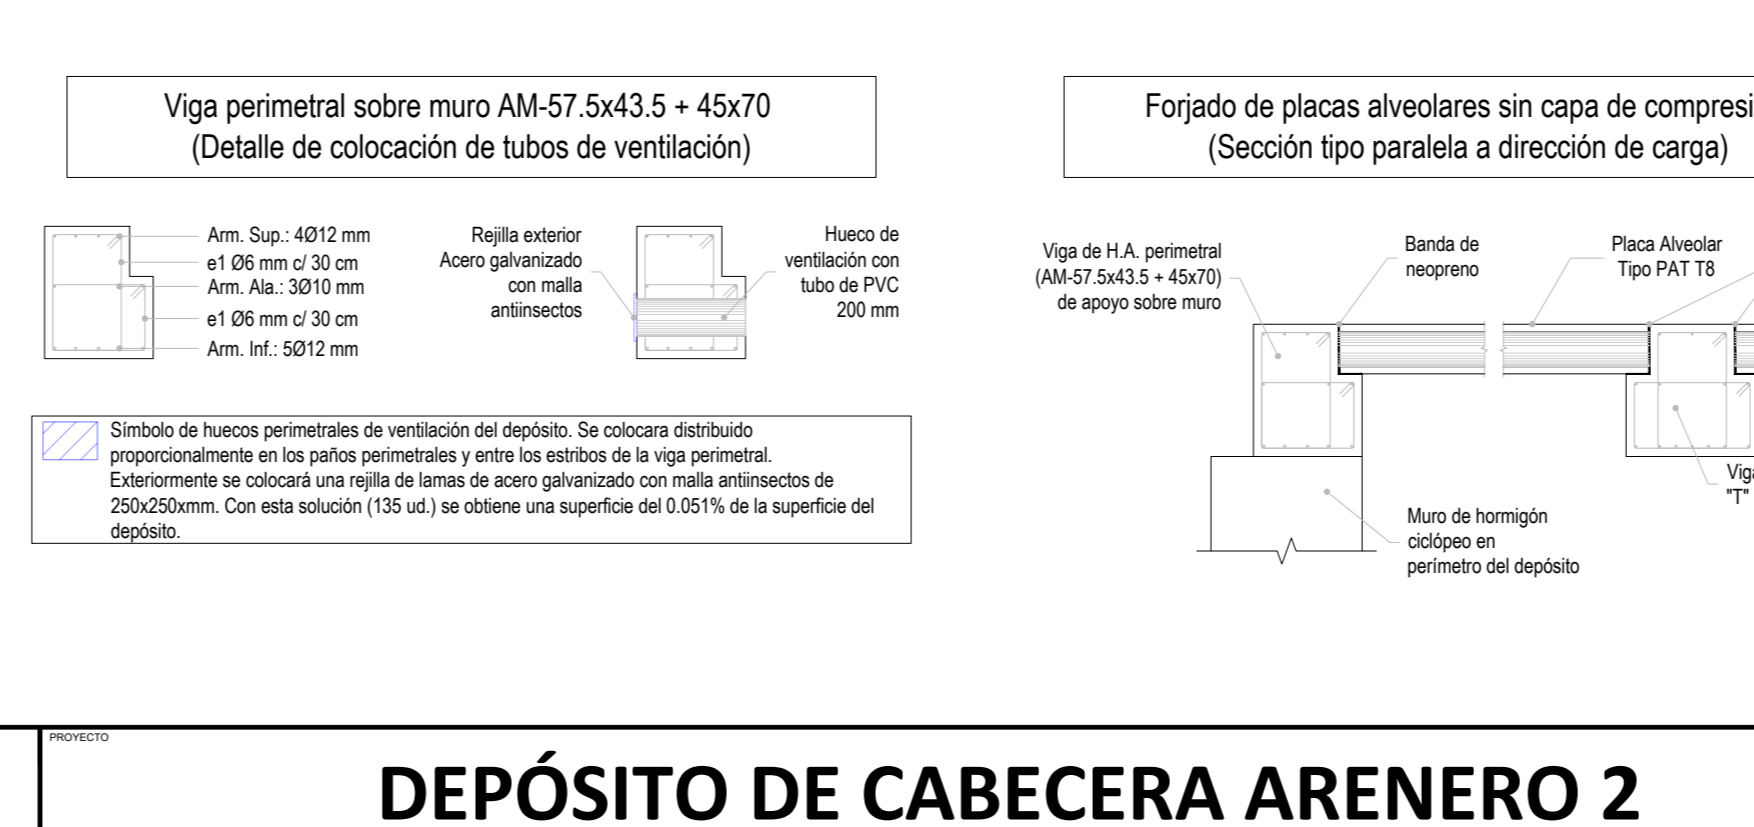 Viga perimetral sobre muro AM-57.5x43.5 + 45x70
(Detalle de colocación de tubos de ventilación)
Arm. Sup.: 4Ø12 mm
e1 Ø6 mm c/ 30 cm
Arm. Ala.: 3Ø10 mm
e1 Ø6 mm c/ 30 cm
Arm. Inf.: 5Ø12 mm
Rejilla exterior
Acero galvanizado
con malla
antiinsectos
Hueco de
ventilación con
tubo de PVC
200 mm
Símbolo de huecos perimetrales de ventilación del depósito. Se colocara distribuido
proporcionalmente en los paños perimetrales y entre los estribos de la viga perimetral.
Exteriormente se colocará una rejilla de lamas de acero galvanizado con malla antiinsectos de
250x250xmm. Con esta solución (135 ud.) se obtiene una superficie del 0.051% de la superficie del
depósito.
Forjado de placas alveolares sin capa de compresi
(Sección tipo paralela a dirección de carga)
Viga de H.A. perimetral
(AM-57.5x43.5 + 45x70)
de apoyo sobre muro
Banda de
neopreno
Placa Alveolar
Tipo PAT T8
Viga
"T"
Muro de hormigón
ciclópeo en
perímetro del depósito
PROYECTO
DEPÓSITO DE CABECERA ARENERO 2